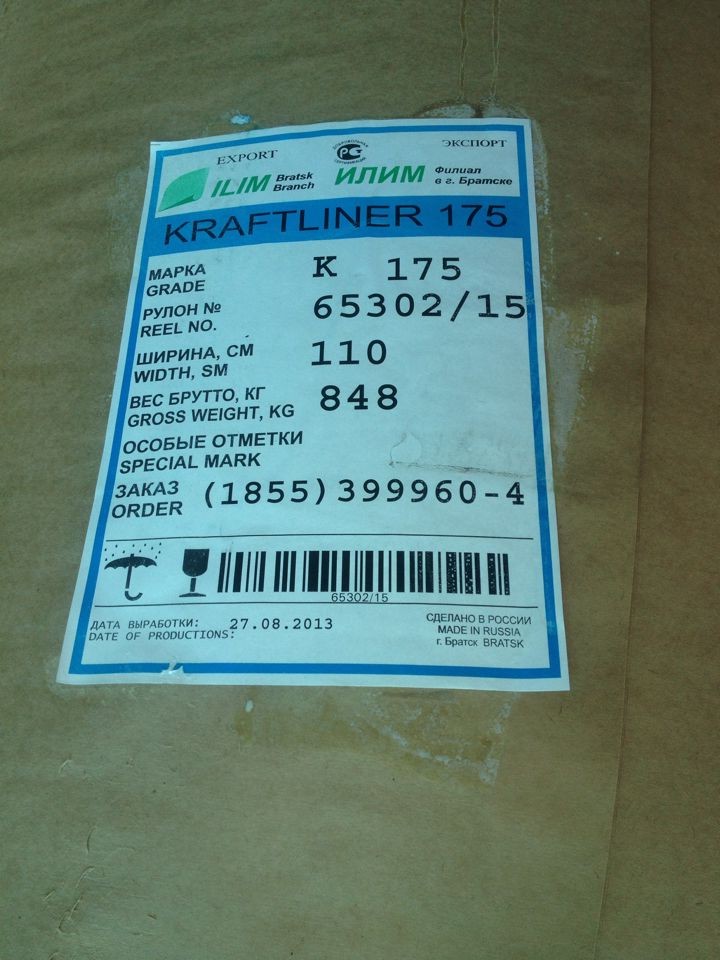 EXPORT
ЭКСПОРТ
ДОБРОВОЛЬНАЯ
РС
СЕРТИФИКАЦИЯ
ILIM Bratsk Branch
ИЛИМ Филиал в г. Братске
KRAFTLINER 175
МАРКА
GRADE
K 175
РУЛОН №
REEL NO.
65302/15
ШИРИНА, СМ
WIDTH, SM
110
ВЕС БРУТТО, КГ
GROSS WEIGHT, KG
848
ОСОБЫЕ ОТМЕТКИ
SPECIAL MARK
ЗАКАЗ
ORDER
(1855)399960-4
65302/15
ДАТА ВЫРАБОТКИ:
DATE OF PRODUCTIONS:
27.08.2013
СДЕЛАНО В РОССИИ
MADE IN RUSSIA
г. Братск BRATSK